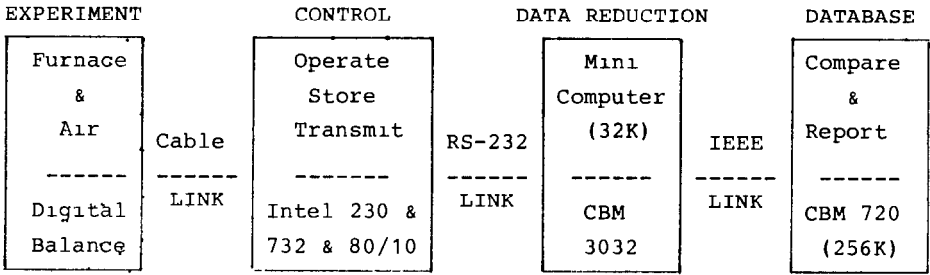 EXPERIMENT CONTROL DATA REDUCTION DATABASE
Furnace
&
Air
Digital
Balance
Cable
LINK
Operate
Store
Transmit
Intel 230 &
732 & 80/10
RS-232
LINK
Mini
Computer
(32K)
CBM
3032
IEEE
LINK
Compare
&
Report
CBM 720
(256K)